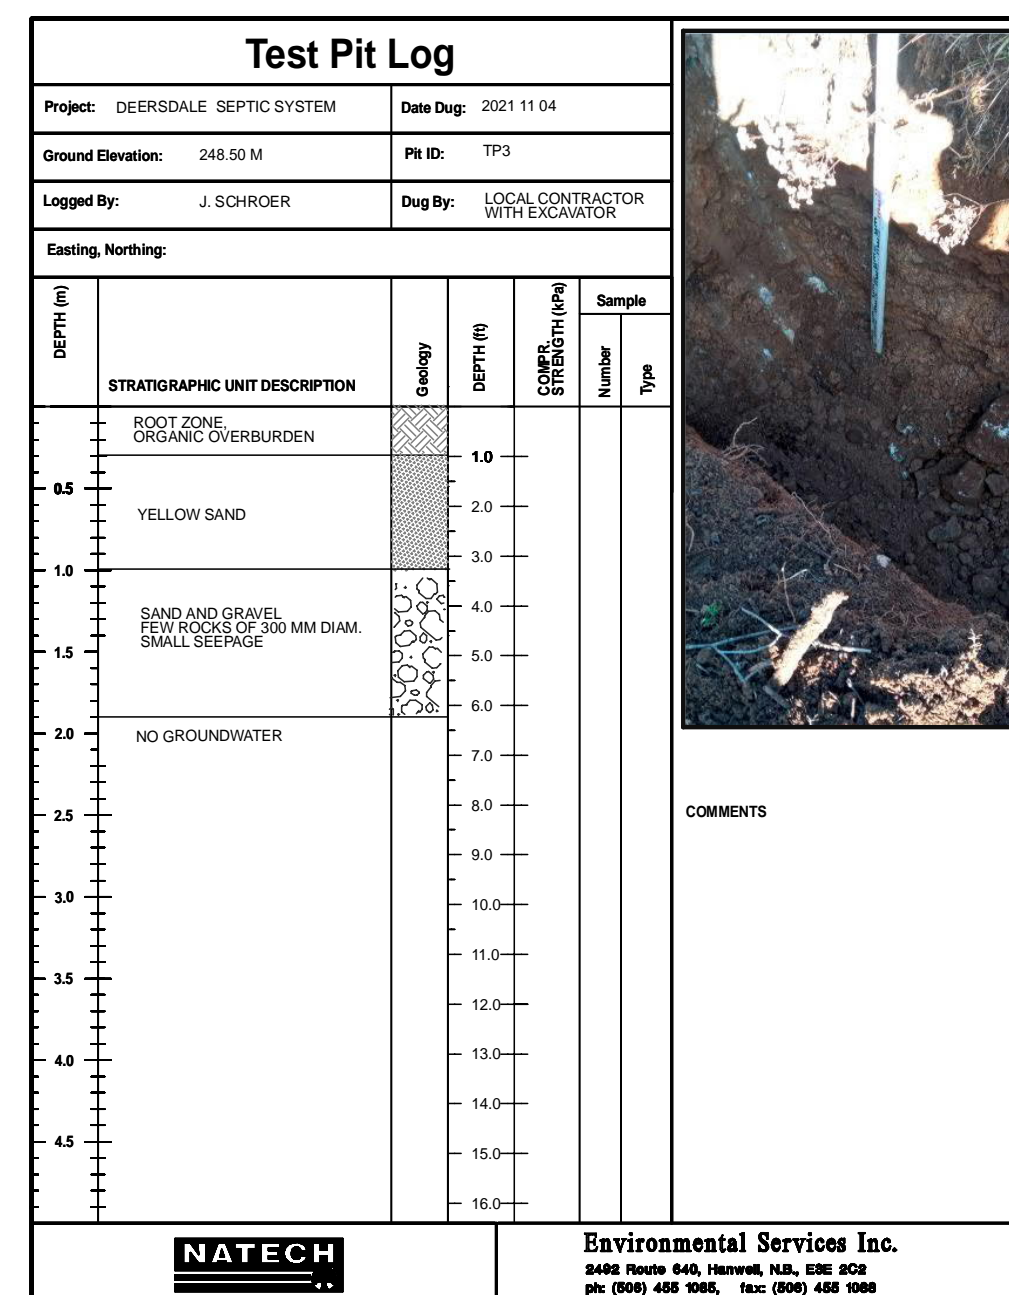 Test Pit Log
Project: DEERSDALE SEPTIC SYSTEM
Date Dug: 2021 11 04
Ground Elevation: 248.50 M
Pit ID: TP3
Logged By: J. SCHROER
Dug By: LOCAL CONTRACTOR
WITH EXCAVATOR
Easting, Northing:
DEPTH (m)
STRATIGRAPHIC UNIT DESCRIPTION
Geology
DEPTH (ft)
COMPR.
STRENGTH (kPa)
Sample
Number
Type
ROOT ZONE,
ORGANIC OVERBURDEN
1.0
0.5
2.0
YELLOW SAND
3.0
1.0
4.0
SAND AND GRAVEL
FEW ROCKS OF 300 MM DIAM.
SMALL SEEPAGE
1.5
5.0
6.0
2.0
NO GROUNDWATER
7.0
8.0
2.5
COMMENTS
9.0
3.0
10.0
11.0
3.5
12.0
13.0
4.0
14.0
4.5
15.0
16.0
NATECH
Environmental Services Inc.
2492 Route 640, Hanwell, N.B., E3E 2C2
ph: (506) 455 1085, fax: (506) 455 1088